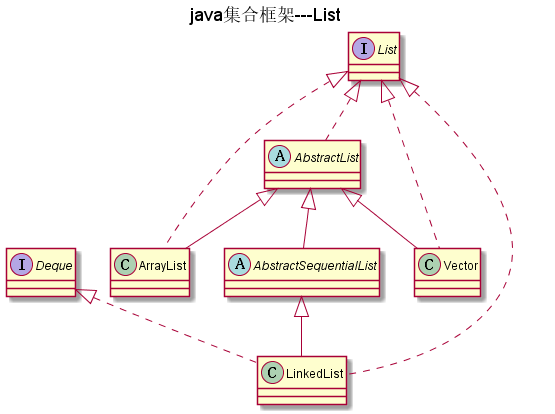 java集合框架---List
I List
A AbstractList
I Deque
C ArrayList
A AbstractSequentialList
C Vector
C LinkedList